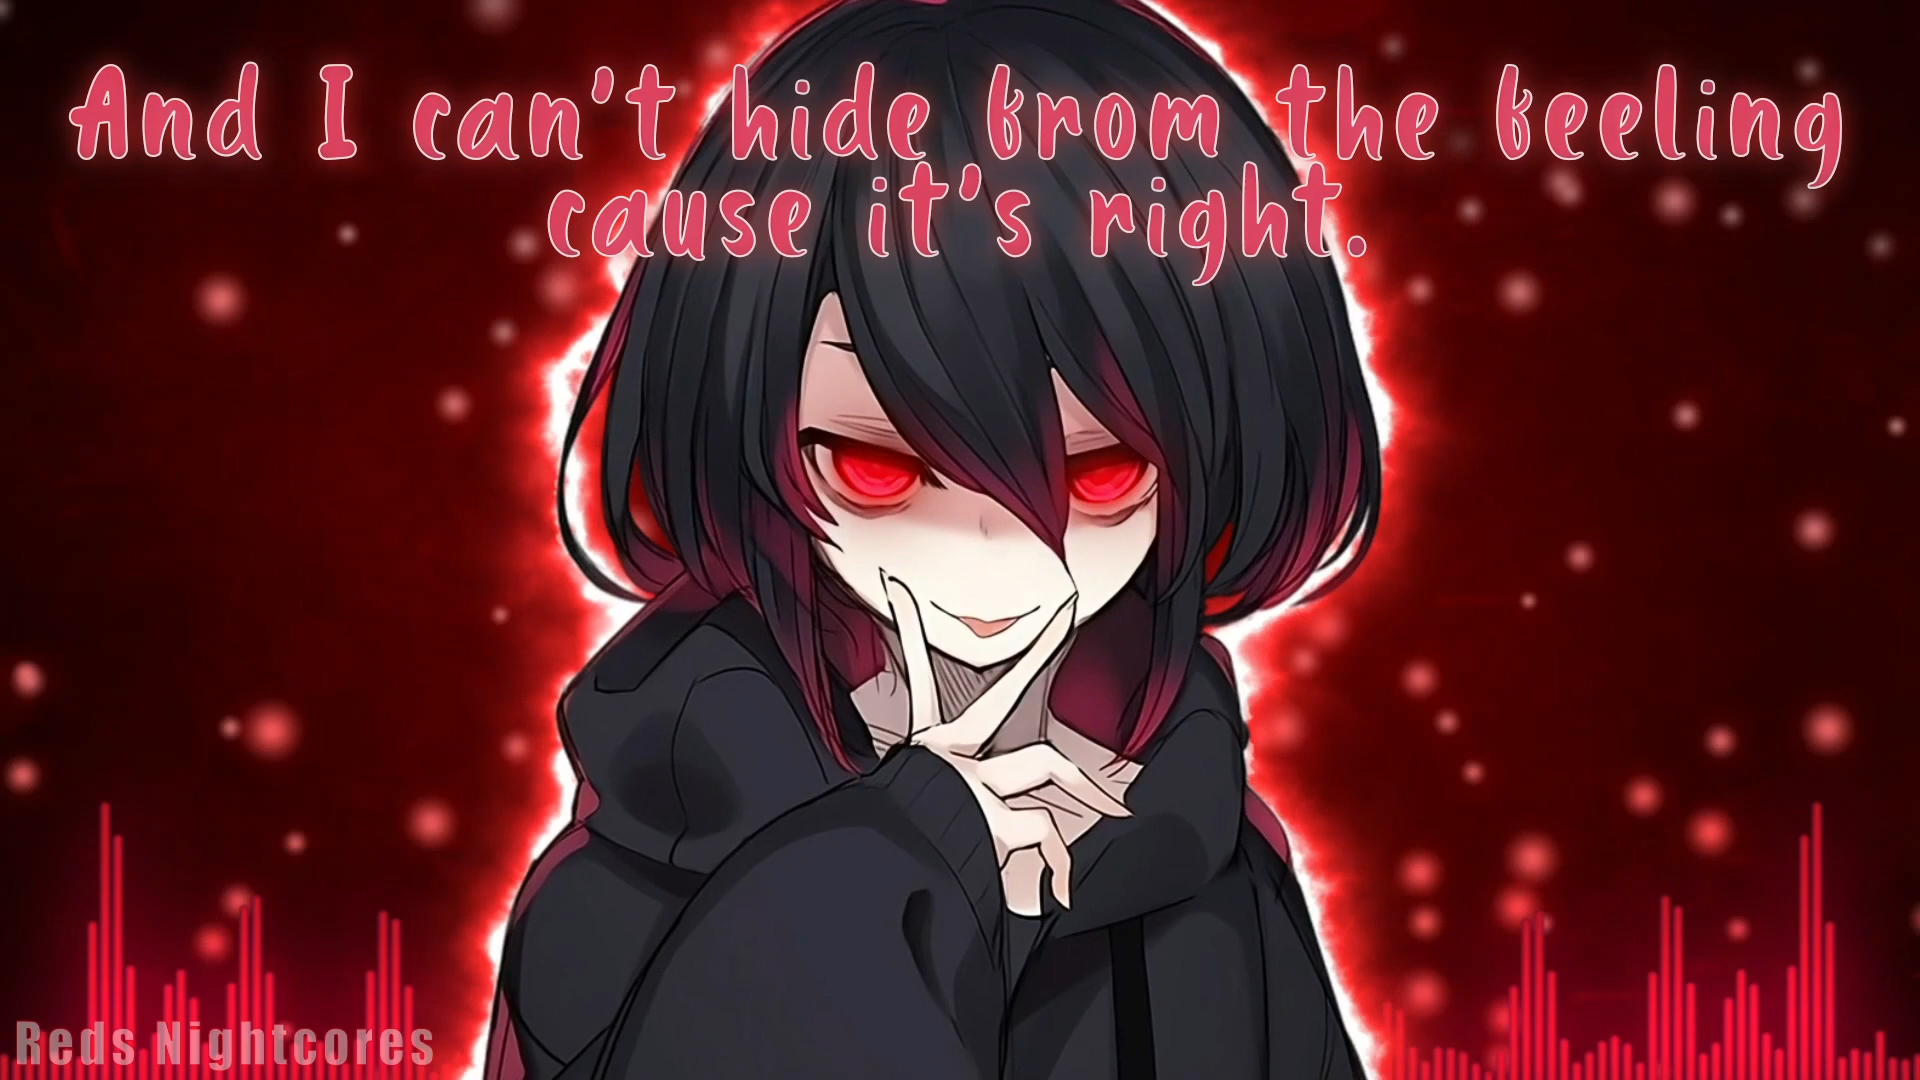 And I can't hide from the feeling
cause it's right.
Reds Nightcores